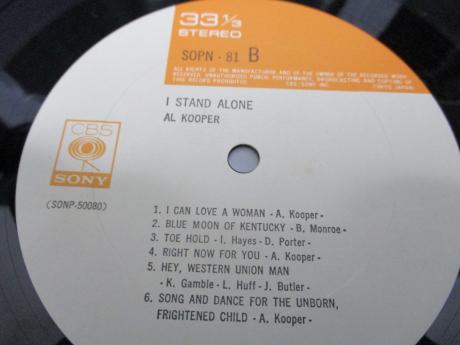 33 1/3
STEREO
SOPN · 81 B
ALL RIGHTS OF THE MANUFACTURER AND OF THE OWNER OF THE RECORDED WORK
RESERVED. UNAUTHORIZED PUBLIC PERFORMANCE, BROADCASTING AND COPYING OF
THIS RECORD PROHIBITED. CBS/SONY INC. TOKYO JAPAN
I STAND ALONE
AL KOOPER
CBS
SONY
(SONP-50080)
1. I CAN LOVE A WOMAN - A. Kooper -
2. BLUE MOON OF KENTUCKY - B. Monroe -
3. TOE HOLD - I. Hayes - D. Porter -
4. RIGHT NOW FOR YOU - A. Kooper -
5. HEY, WESTERN UNION MAN
- K. Gamble - L. Huff - J. Butler -
6. SONG AND DANCE FOR THE UNBORN,
FRIGHTENED CHILD - A. Kooper -